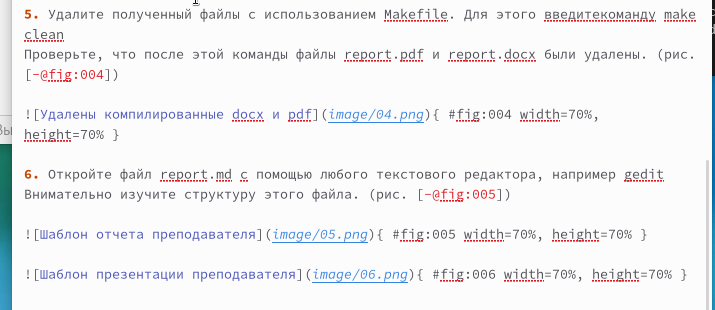 5. Удалите полученный файлы с использованием Makefile. Для этого введитекоманду make
clean
Проверьте, что после этой команды файлы report.pdf и report.docx были удалены. (рис.
[-@fig:004])
![Удалены компилированные docx и pdf](image/04.png){ #fig:004 width=70%,
height=70% }
6. Откройте файл report.md с помощью любого текстового редактора, например gedit
Внимательно изучите структуру этого файла. (рис. [-@fig:005])
![Шаблон отчета преподавателя](image/05.png){ #fig:005 width=70%, height=70% }
![Шаблон презентации преподавателя](image/06.png){ #fig:006 width=70%, height=70% }